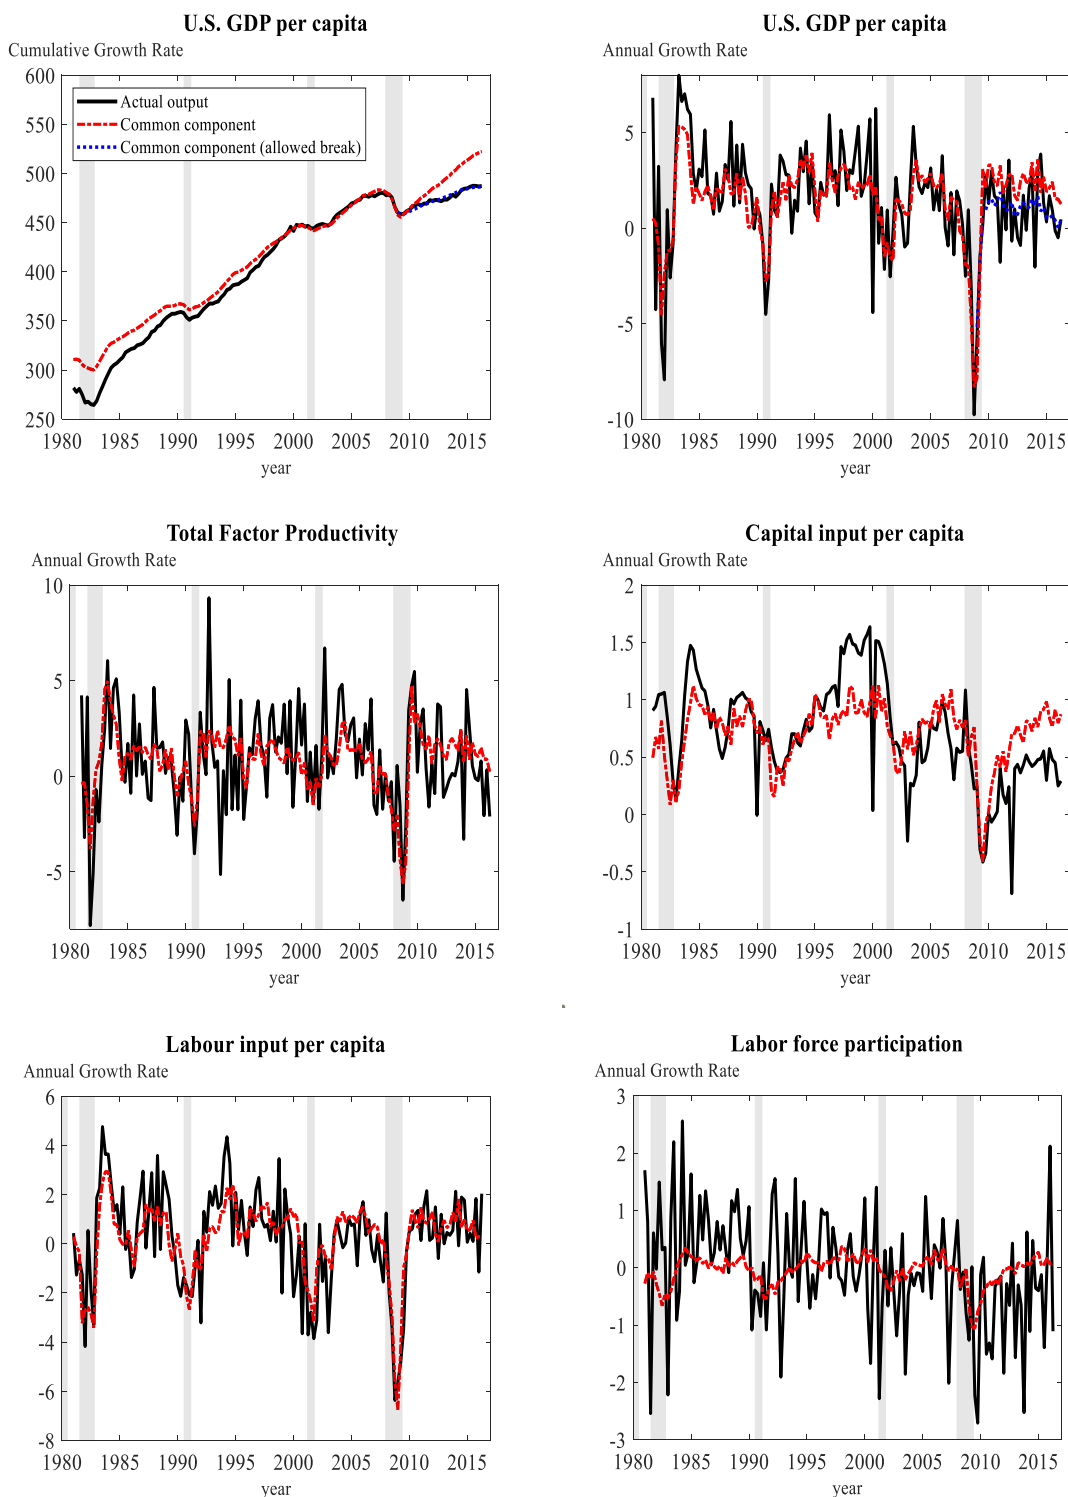 U.S. GDP per capita
Cumulative Growth Rate
600
550
500
450
400
350
300
250
Actual output
Common component
Common component (allowed break)
1980 1985 1990 1995 2000 2005 2010 2015
year
U.S. GDP per capita
Annual Growth Rate
5
0
-5
-10
1980 1985 1990 1995 2000 2005 2010 2015
year
Total Factor Productivity
Annual Growth Rate
10
5
0
-5
1980 1985 1990 1995 2000 2005 2010 2015
year
Capital input per capita
Annual Growth Rate
2
1.5
1
0.5
0
-0.5
-1
1980 1985 1990 1995 2000 2005 2010 2015
year
Labour input per capita
Annual Growth Rate
6
4
2
0
-2
-4
-6
-8
1980 1985 1990 1995 2000 2005 2010 2015
year
Labor force participation
Annual Growth Rate
3
2
1
0
-1
-2
-3
1980 1985 1990 1995 2000 2005 2010 2015
year